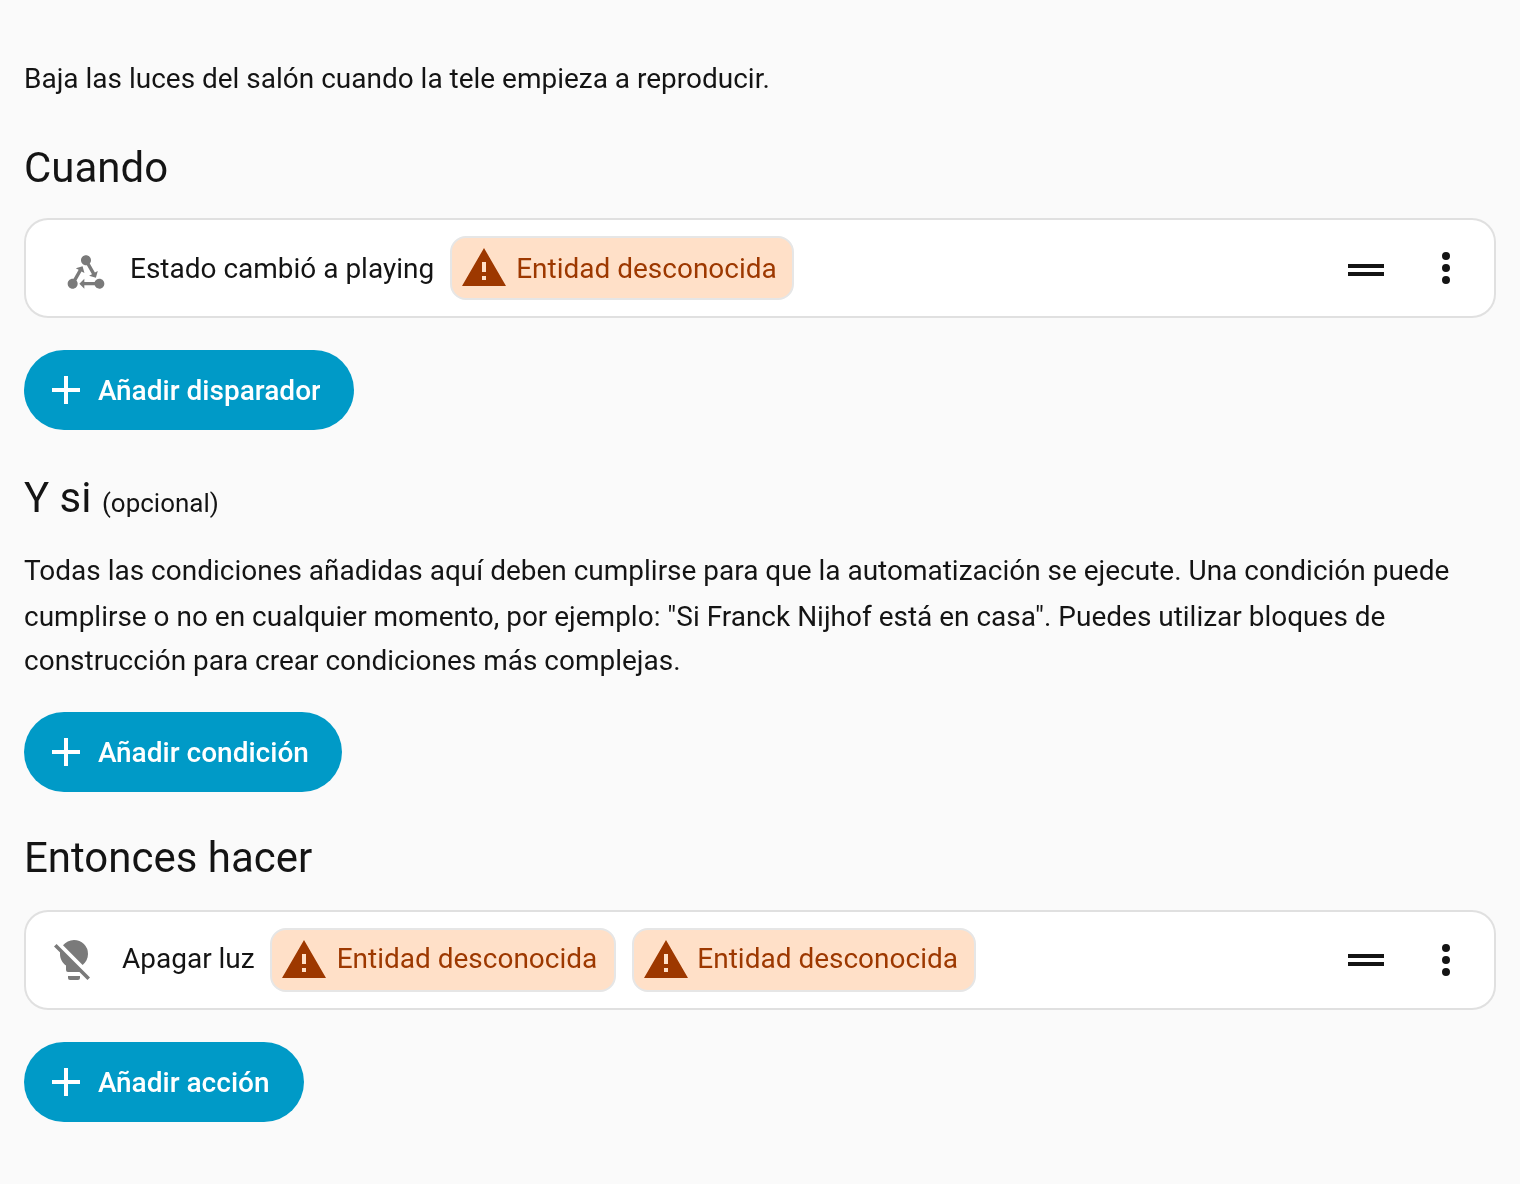 Baja las luces del salón cuando la tele empieza a reproducir.
Cuando
Estado cambió a playing Entidad desconocida
Añadir disparador
Y si (opcional)
Todas las condiciones añadidas aquí deben cumplirse para que la automatización se ejecute. Una condición puede
cumplirse o no en cualquier momento, por ejemplo: "Si Franck Nijhof está en casa". Puedes utilizar bloques de
construcción para crear condiciones más complejas.
Añadir condición
Entonces hacer
Apagar luz Entidad desconocida Entidad desconocida
Añadir acción